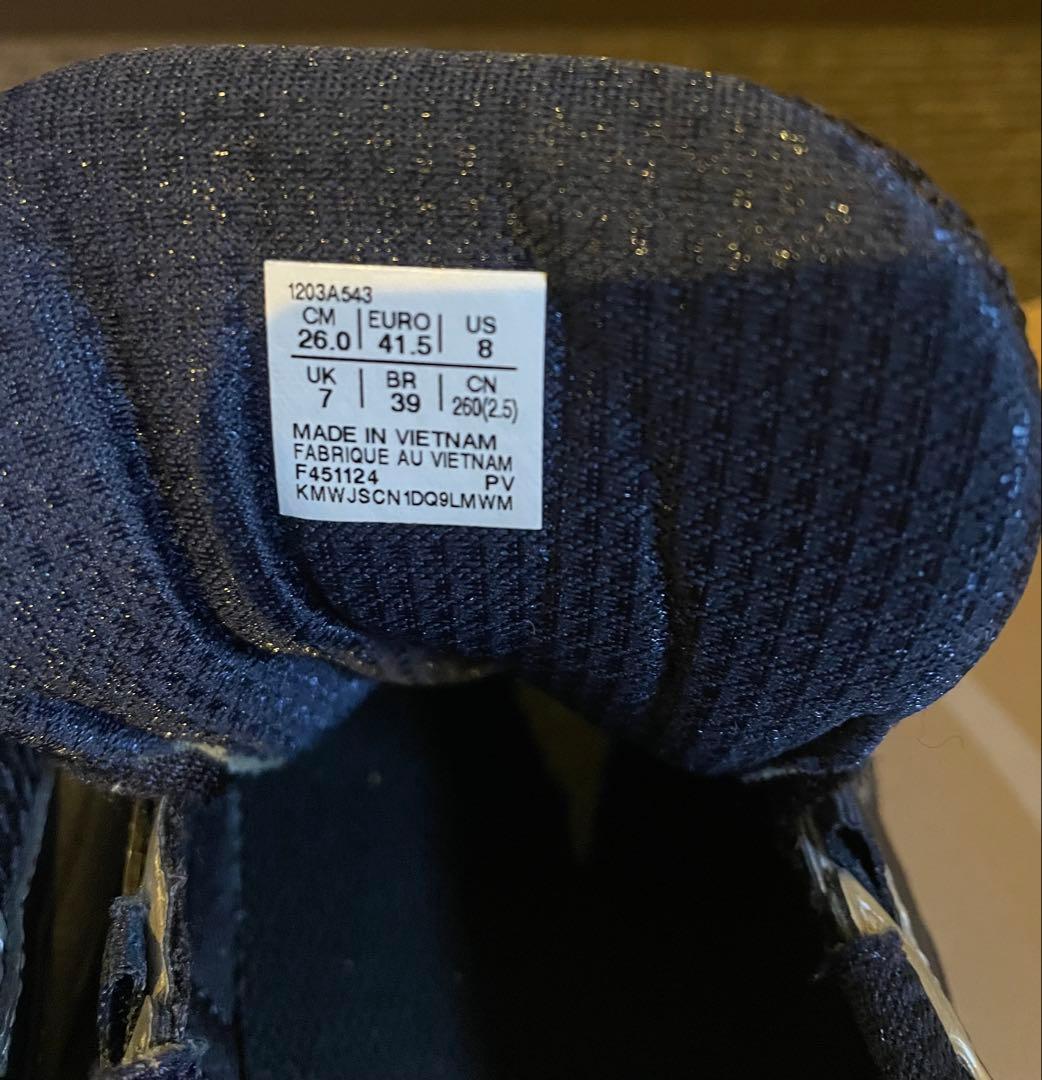 1203A543
CM | EURO | US
26.0 | 41.5 | 8
UK | BR | CN
7 | 39 | 260(2.5)
MADE IN VIETNAM
FABRIQUE AU VIETNAM
F451124 PV
KMWJSCN1DQ9LMWM